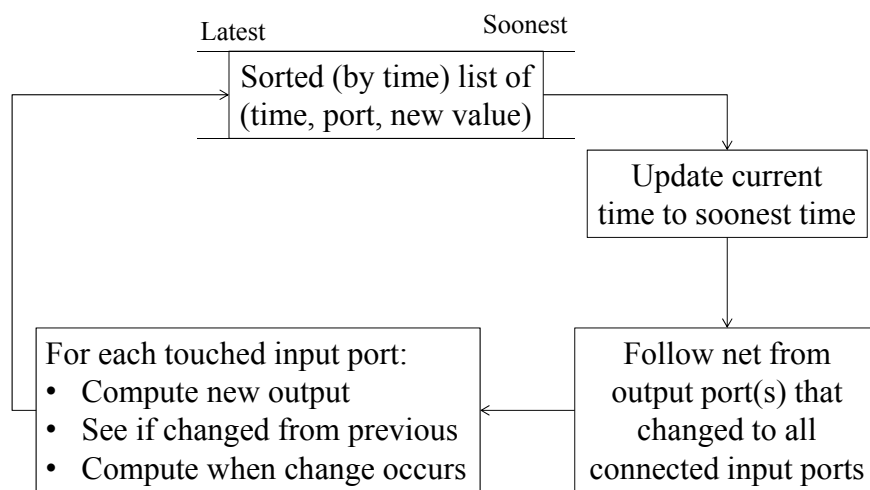 Latest
Soonest
Sorted (by time) list of
(time, port, new value)
Update current
time to soonest time
For each touched input port:
• Compute new output
• See if changed from previous
• Compute when change occurs
Follow net from
output port(s) that
changed to all
connected input ports